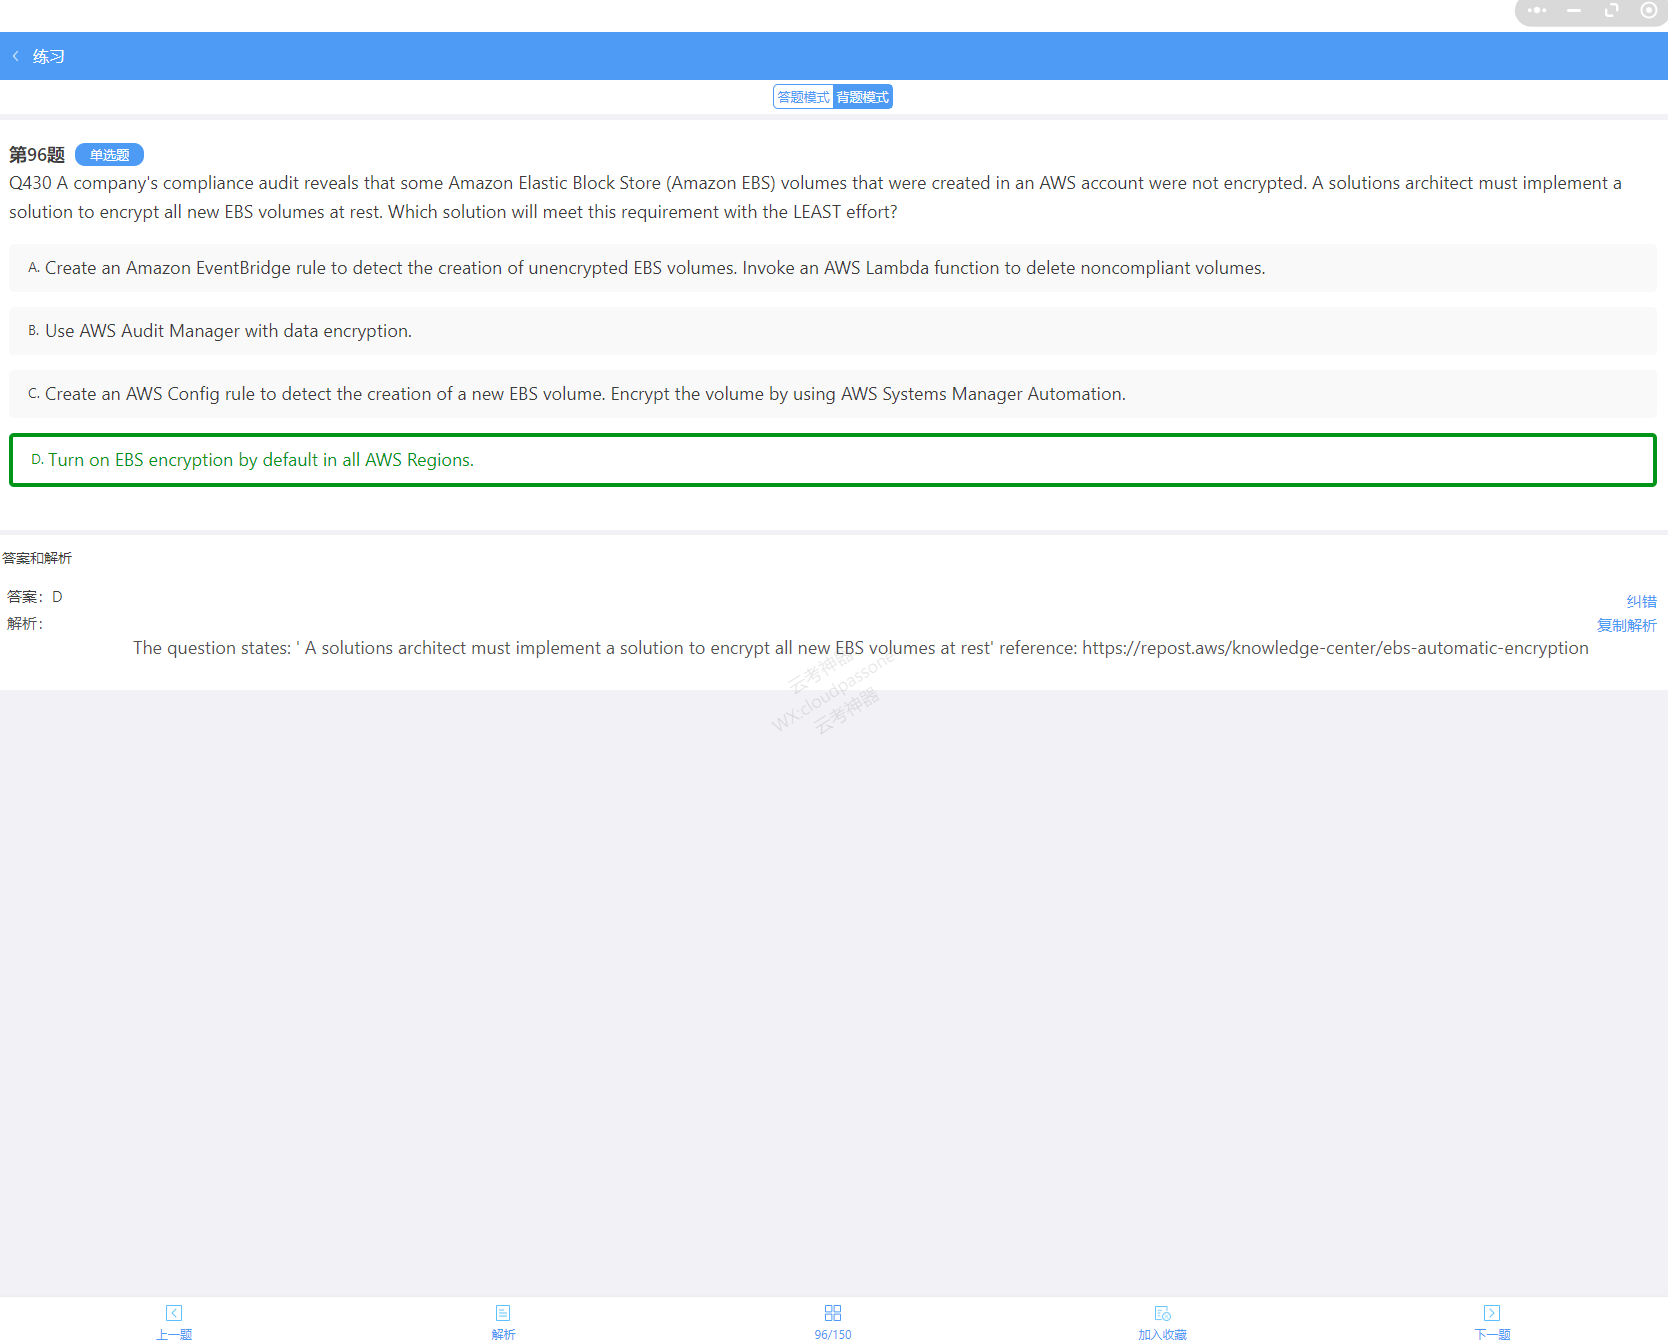 练习
答题模式 背题模式
第96题 单选题
Q430 A company's compliance audit reveals that some Amazon Elastic Block Store (Amazon EBS) volumes that were created in an AWS account were not encrypted. A solutions architect must implement a
solution to encrypt all new EBS volumes at rest. Which solution will meet this requirement with the LEAST effort?
A. Create an Amazon EventBridge rule to detect the creation of unencrypted EBS volumes. Invoke an AWS Lambda function to delete noncompliant volumes.
B. Use AWS Audit Manager with data encryption.
C. Create an AWS Config rule to detect the creation of a new EBS volume. Encrypt the volume by using AWS Systems Manager Automation.
D. Turn on EBS encryption by default in all AWS Regions.
答案和解析
答案：D
纠错
解析：
复制解析
The question states: ' A solutions architect must implement a solution to encrypt all new EBS volumes at rest' reference: https://repost.aws/knowledge-center/ebs-automatic-encryption
云考神器
WX:cloudpassone
云考神器
上一题 解析 96/150 加入收藏 下一题